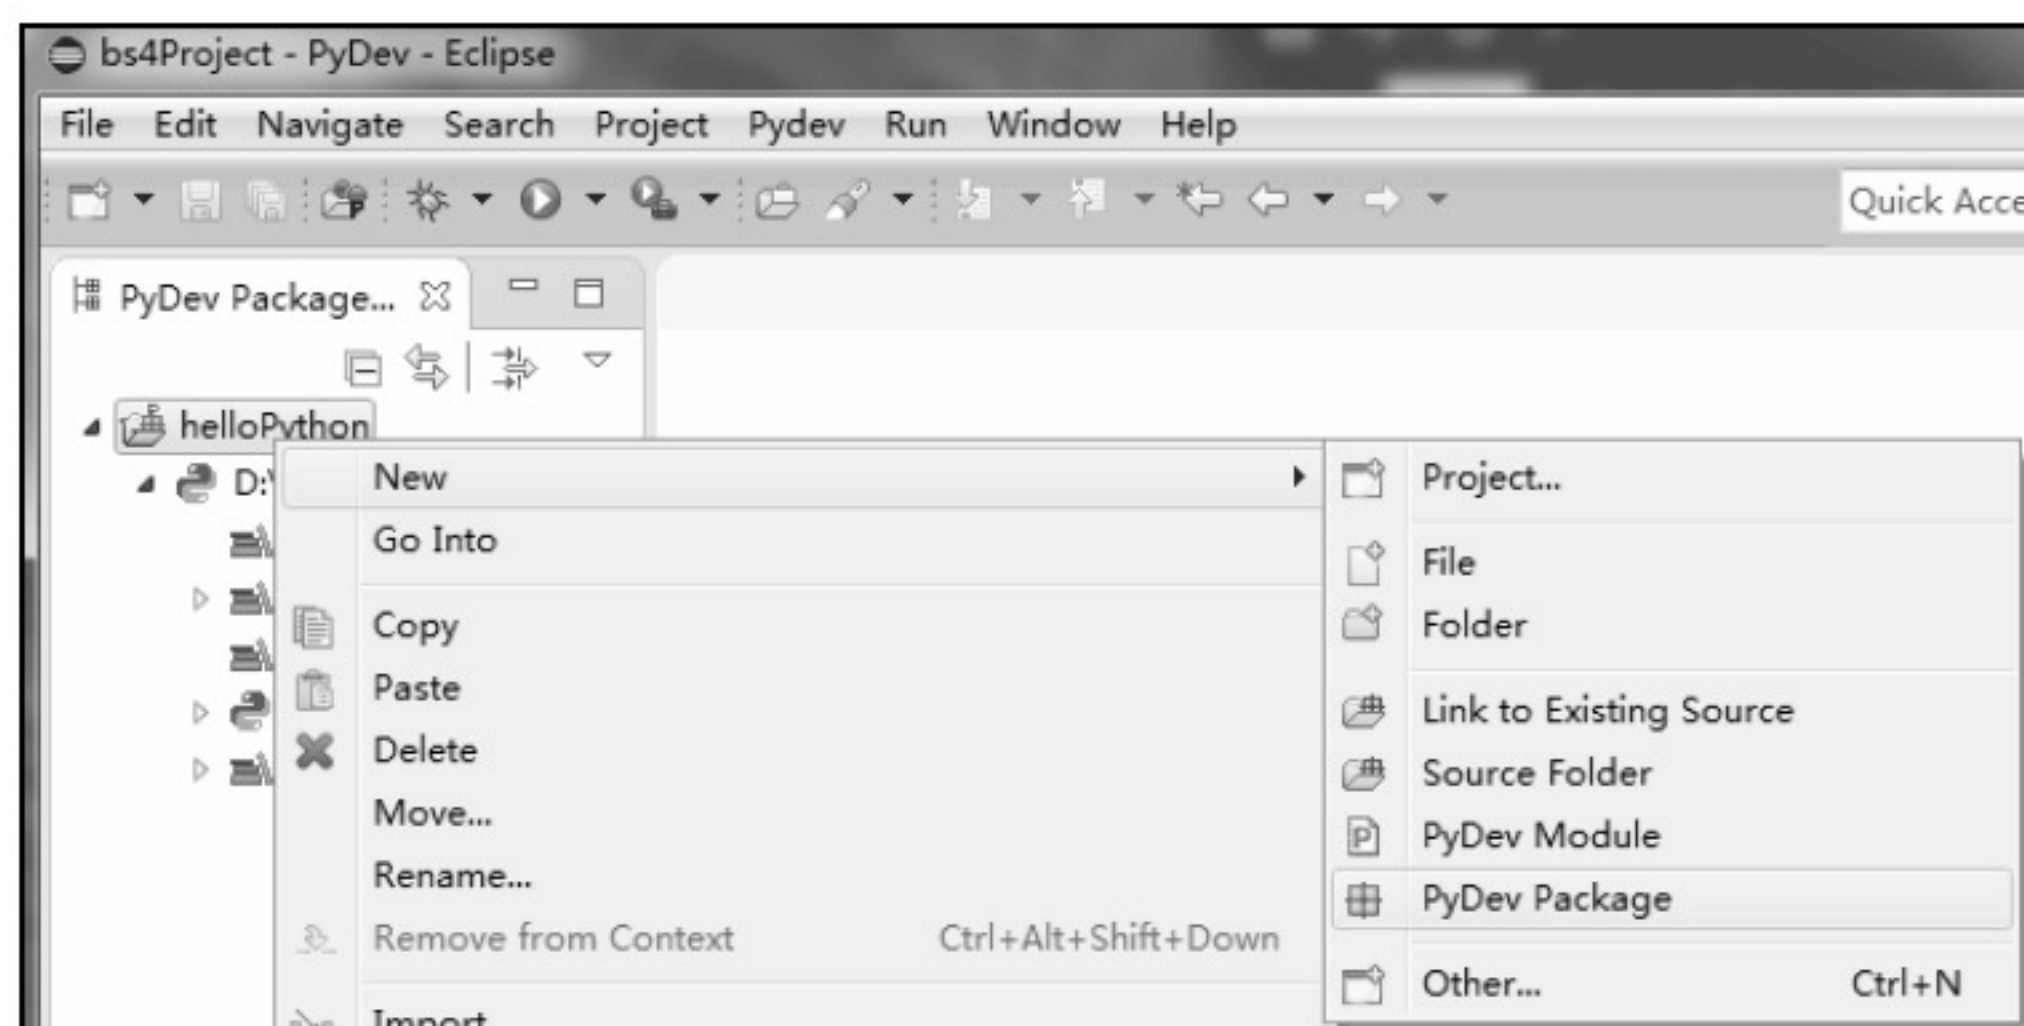 bs4Project - PyDev - Eclipse
File Edit Navigate Search Project Pydev Run Window Help
Quick Acce
PyDev Package...
helloPython
D:\
New
Go Into
Copy
Paste
Delete
Move...
Rename...
Remove from Context Ctrl+Alt+Shift+Down
Import
Project...
File
Folder
Link to Existing Source
Source Folder
PyDev Module
PyDev Package
Other... Ctrl+N